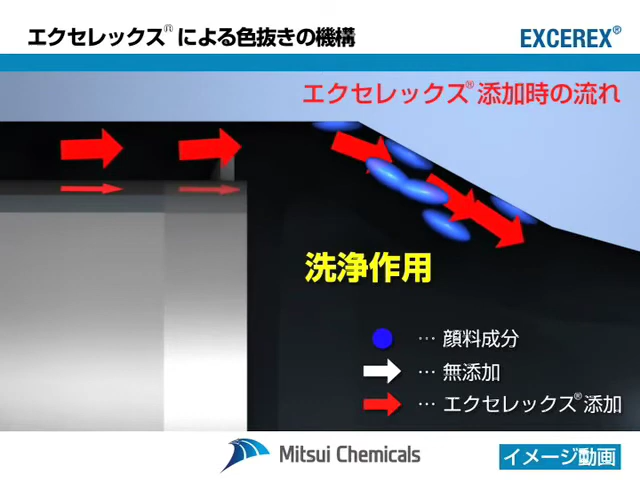 エクセレックス®による色抜きの機構
EXCEREX®
エクセレックス®添加時の流れ
洗浄作用
… 顔料成分
… 無添加
… エクセレックス®添加
Mitsui Chemicals
イメージ動画